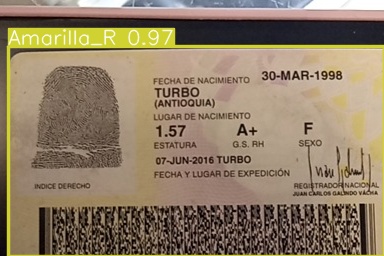 Amarilla_R 0.97
FECHA DE NACIMIENTO 30-MAR-1998
TURBO
(ANTIOQUIA)
LUGAR DE NACIMIENTO
1.57 A+ F
ESTATURA G.S. RH SEXO
07-JUN-2016 TURBO
FECHA Y LUGAR DE EXPEDICIÓN
INDICE DERECHO
REGISTRADOR NACIONAL
JUAN CARLOS GALINDO VÁCHA